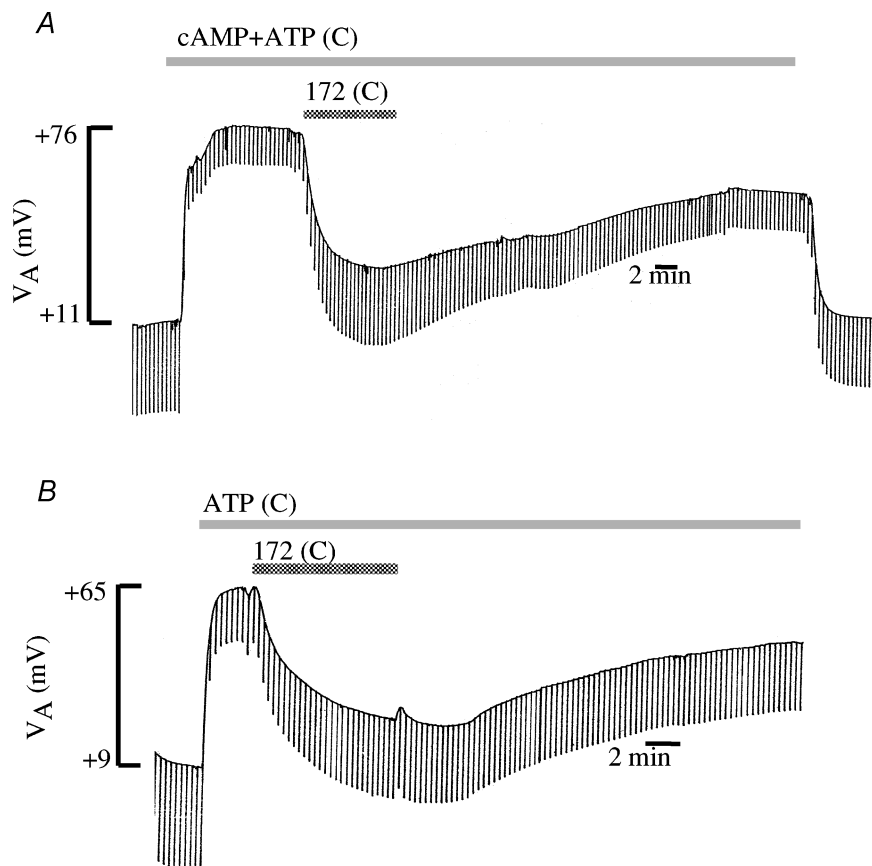 A
cAMP+ATP (C)
172 (C)
+76
VA (mV)
+11
2 min
B
ATP (C)
172 (C)
+65
VA (mV)
+9
2 min